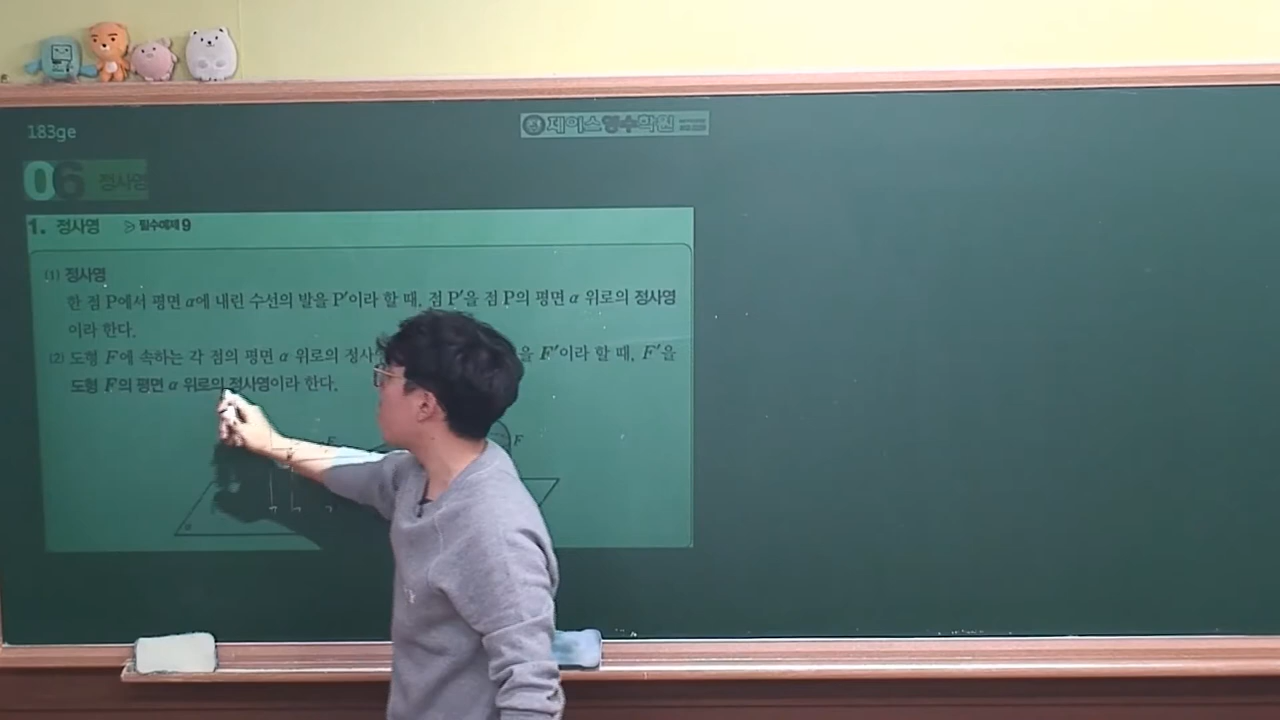 183ge
제이스영수학원
06 정사영
1. 정사영 ▷ 필수예제 9
(1) 정사영
한 점 P에서 평면 α에 내린 수선의 발을 P′이라 할 때, 점 P′을 점 P의 평면 α 위로의 정사영
이라 한다.
(2) 도형 F에 속하는 각 점의 평면 α 위로의 정사 을 F′이라 할 때, F′을
도형 F의 평면 α 위로의 정사영이라 한다.
F F
α